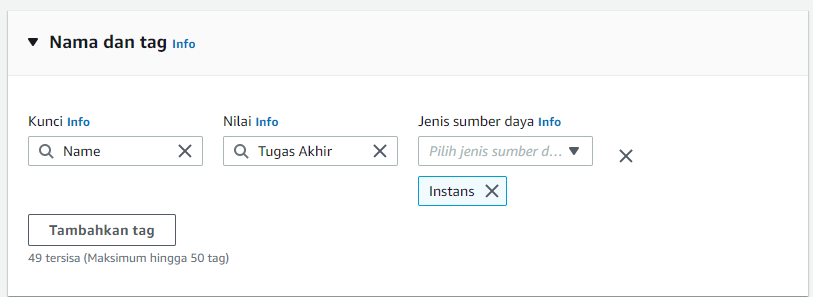 Nama dan tag Info
Kunci Info
Nilai Info
Jenis sumber daya Info
Name
Tugas Akhir
Pilih jenis sumber d...
Instans
Tambahkan tag
49 tersisa (Maksimum hingga 50 tag)